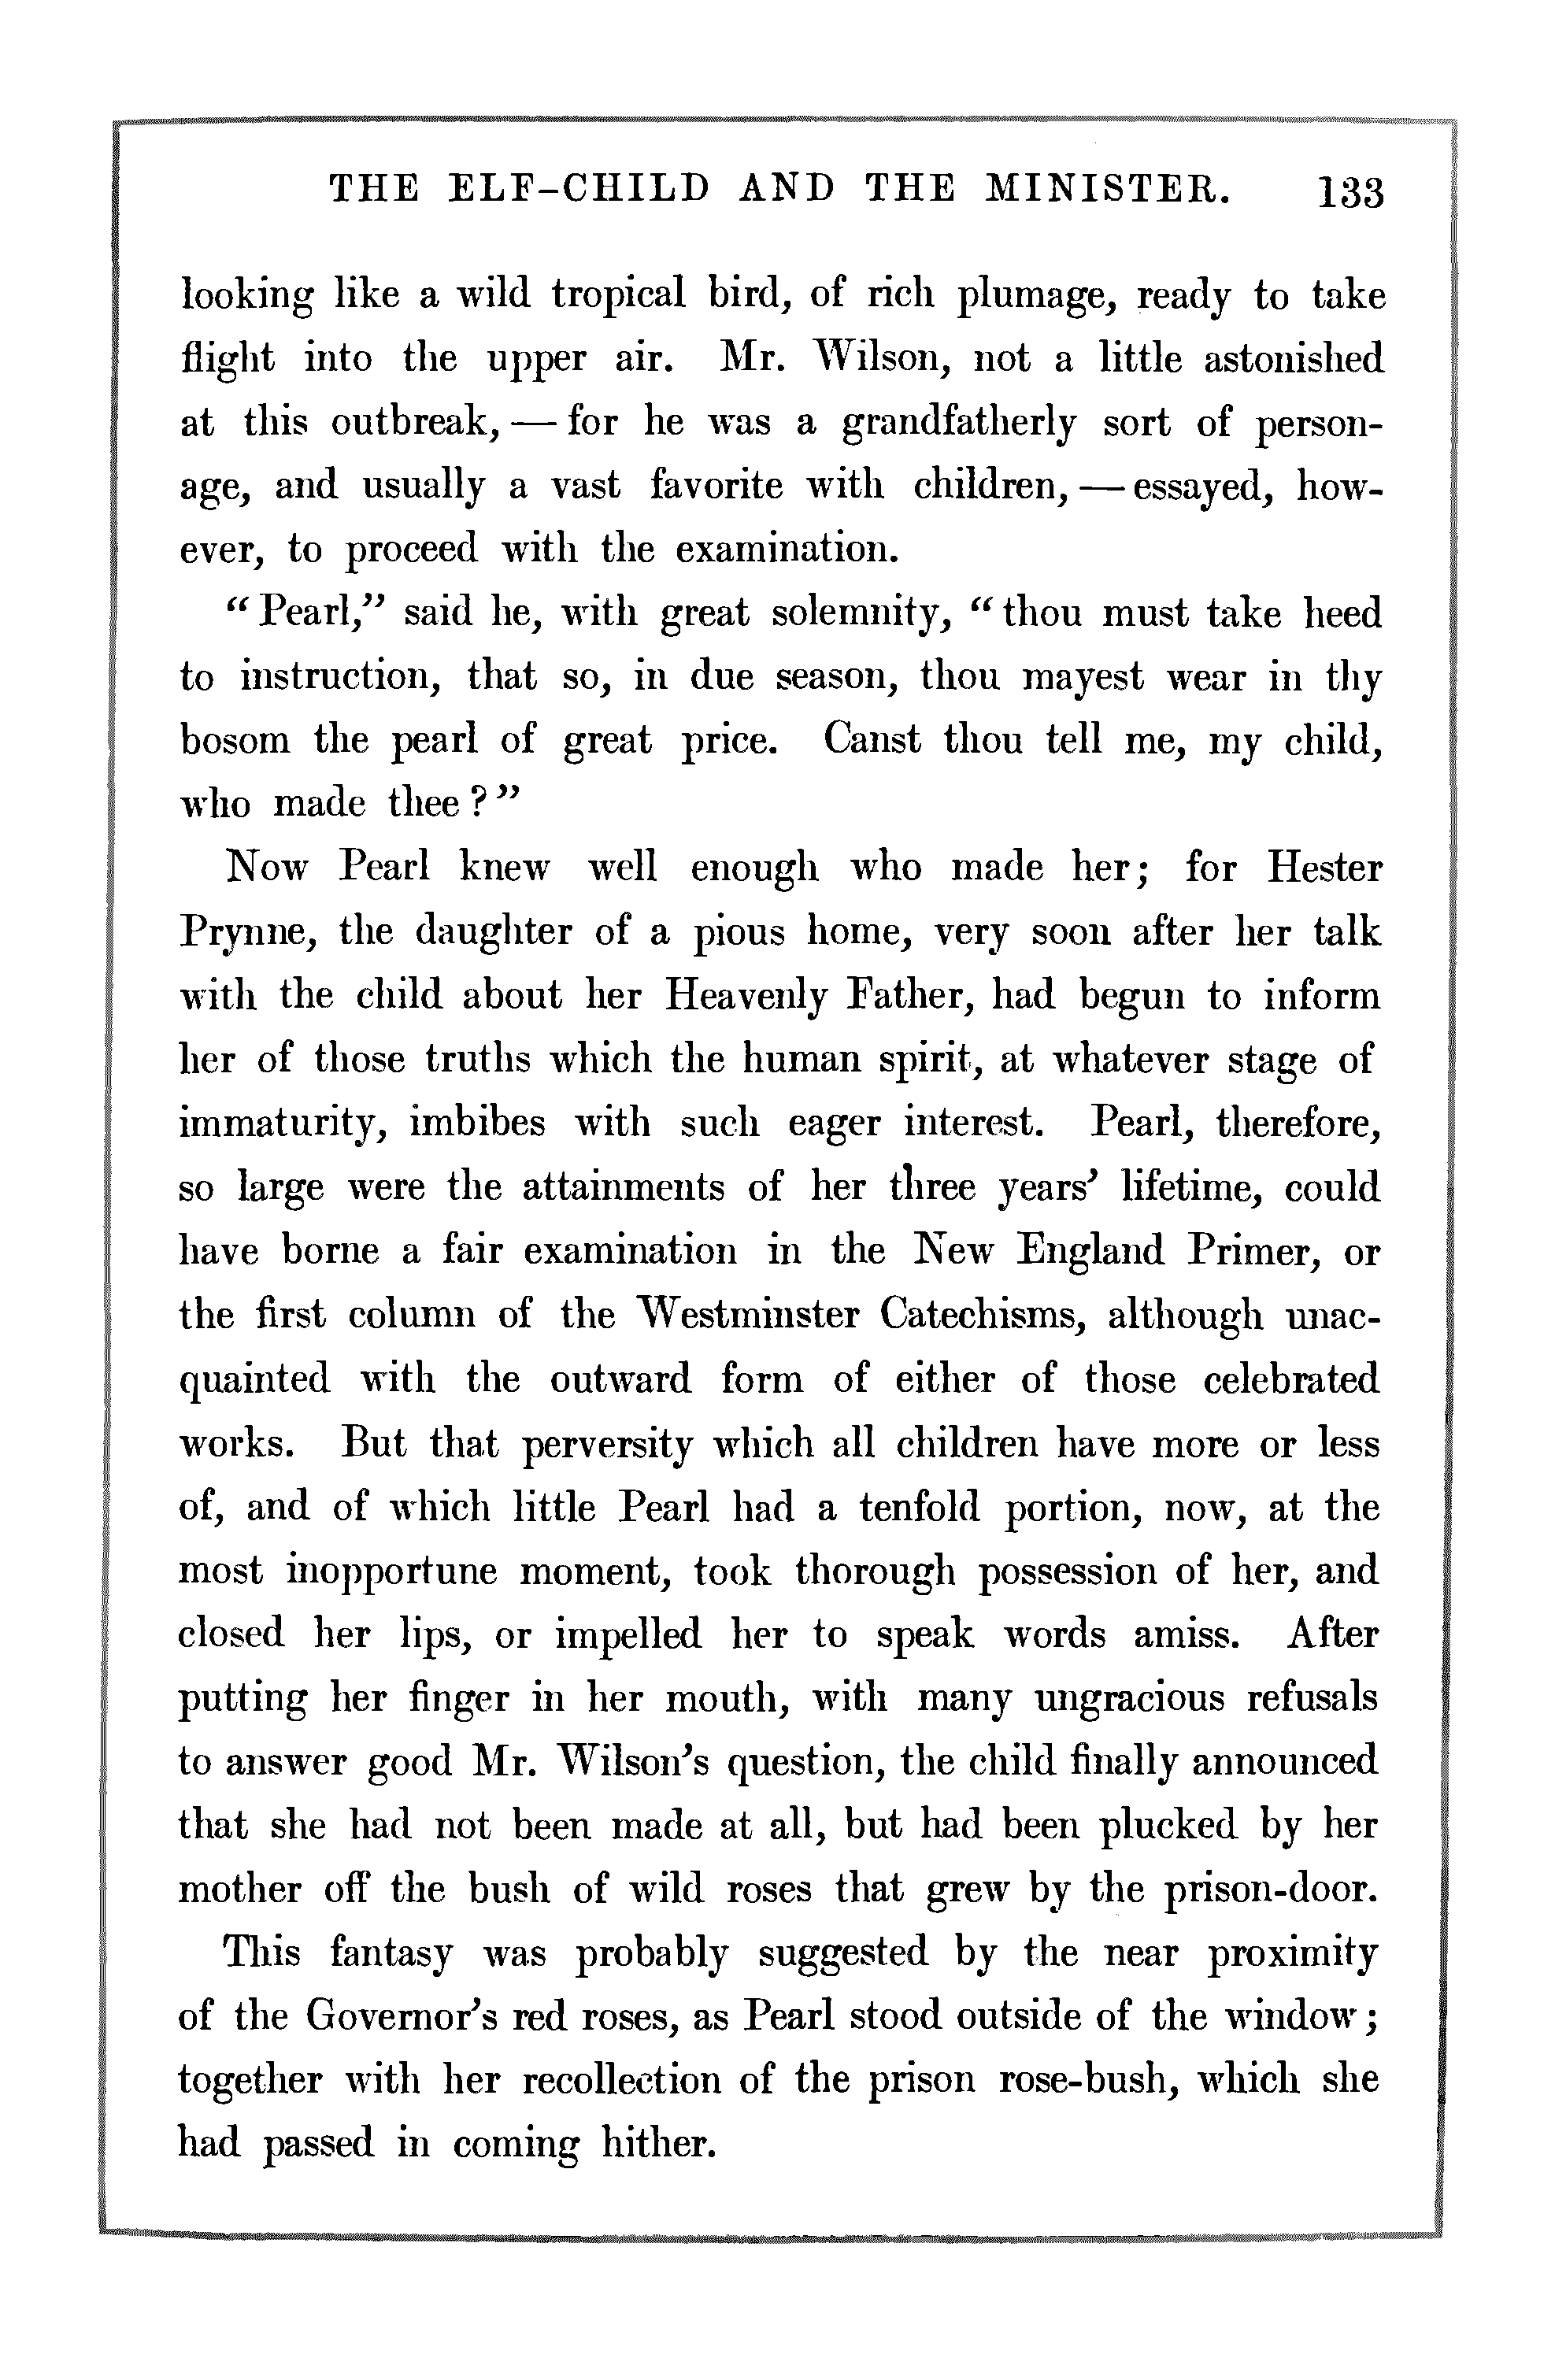 THE ELF-CHILD AND THE MINISTER. 133
looking like a wild tropical bird, of rich plumage, ready to take
flight into the upper air. Mr. Wilson, not a little astonished
at this outbreak, — for he was a grandfatherly sort of person-
age, and usually a vast favorite with children, — essayed, how-
ever, to proceed with the examination.
“Pearl,” said he, with great solemnity, “thou must take heed
to instruction, that so, in due season, thou mayest wear in thy
bosom the pearl of great price. Canst thou tell me, my child,
who made thee?”
Now Pearl knew well enough who made her; for Hester
Prynne, the daughter of a pious home, very soon after her talk
with the child about her Heavenly Father, had begun to inform
her of those truths which the human spirit, at whatever stage of
immaturity, imbibes with such eager interest. Pearl, therefore,
so large were the attainments of her three years’ lifetime, could
have borne a fair examination in the New England Primer, or
the first column of the Westminster Catechisms, although unac-
quainted with the outward form of either of those celebrated
works. But that perversity which all children have more or less
of, and of which little Pearl had a tenfold portion, now, at the
most inopportune moment, took thorough possession of her, and
closed her lips, or impelled her to speak words amiss. After
putting her finger in her mouth, with many ungracious refusals
to answer good Mr. Wilson’s question, the child finally announced
that she had not been made at all, but had been plucked by her
mother off the bush of wild roses that grew by the prison-door.
This fantasy was probably suggested by the near proximity
of the Governor’s red roses, as Pearl stood outside of the window;
together with her recollection of the prison rose-bush, which she
had passed in coming hither.